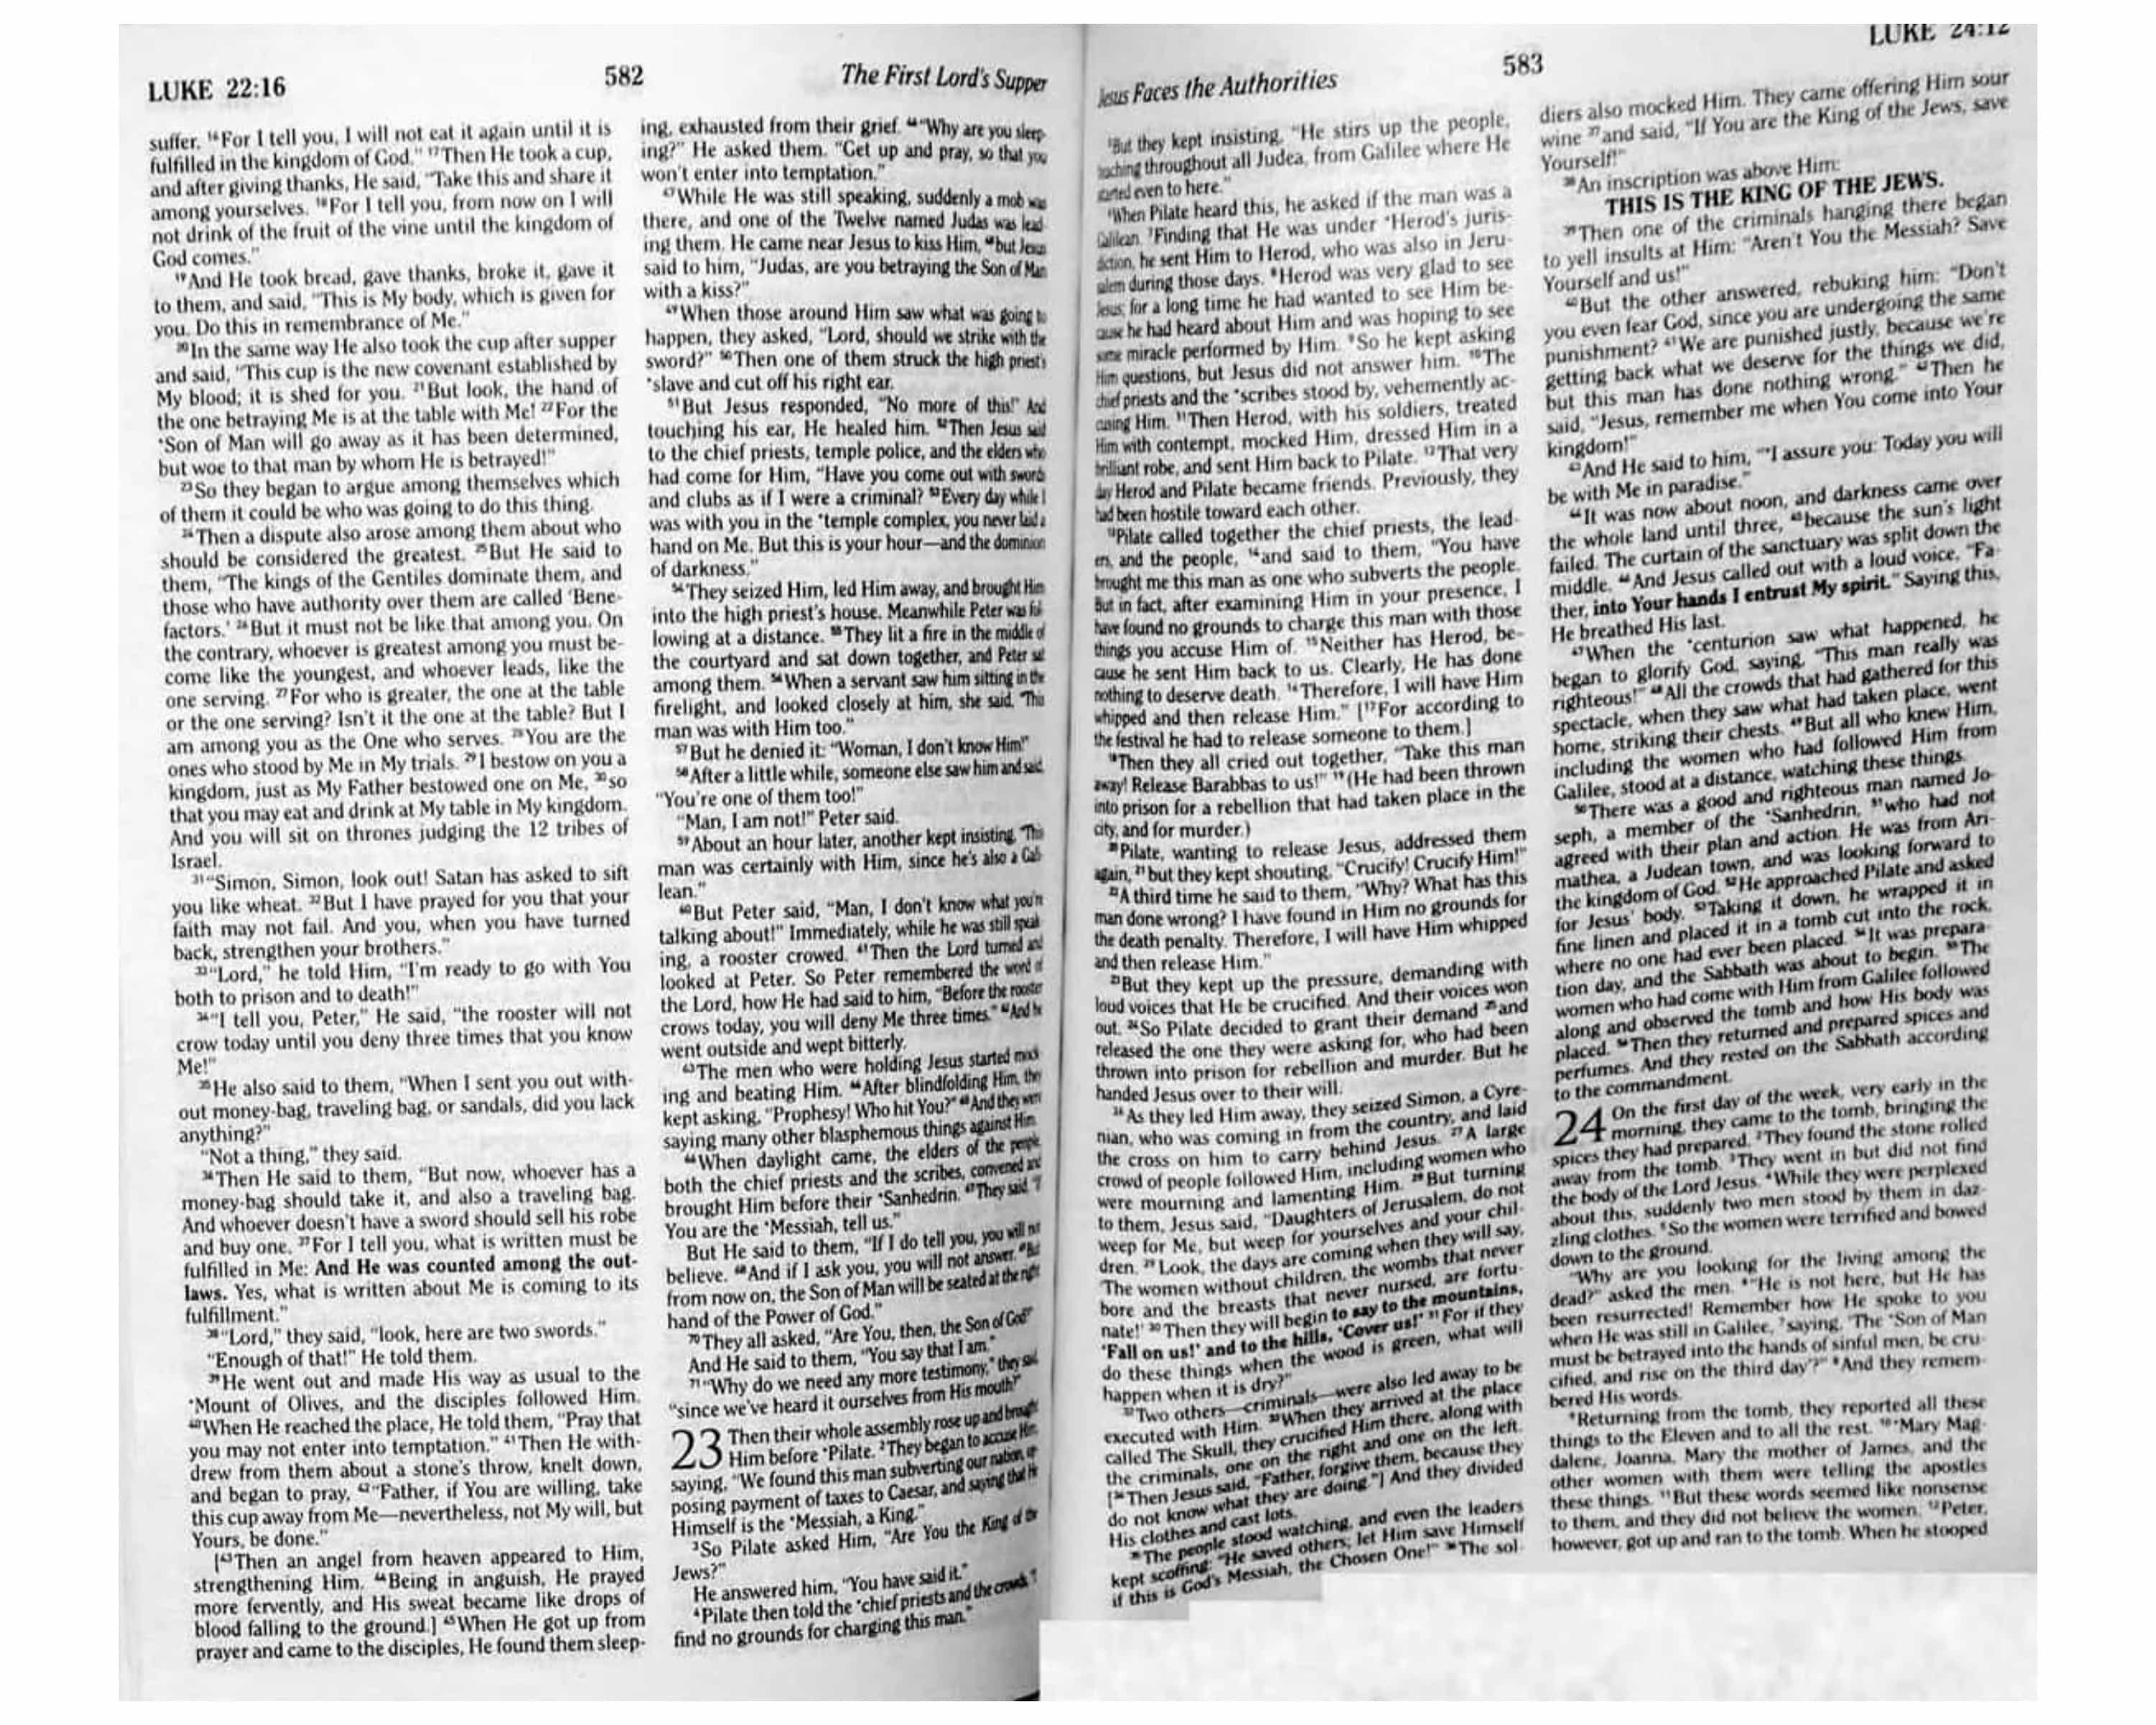 LUKE 22:16
582
The First Lord's Supper
suffer. ¹⁶For I tell you, I will not eat it again until it is
fulfilled in the kingdom of God." ¹⁷Then He took a cup,
and after giving thanks, He said, "Take this and share it
among yourselves. ¹⁸For I tell you, from now on I will
not drink of the fruit of the vine until the kingdom of
God comes."
¹⁹And He took bread, gave thanks, broke it, gave it
to them, and said, "This is My body, which is given for
you. Do this in remembrance of Me."
²⁰In the same way He also took the cup after supper
and said, "This cup is the new covenant established by
My blood; it is shed for you. ²¹But look, the hand of
the one betraying Me is at the table with Me! ²²For the
*Son of Man will go away as it has been determined,
but woe to that man by whom He is betrayed!"
²³So they began to argue among themselves which
of them it could be who was going to do this thing.
²⁴Then a dispute also arose among them about who
should be considered the greatest. ²⁵But He said to
them, "The kings of the Gentiles dominate them, and
those who have authority over them are called 'Bene-
factors.' ²⁶But it must not be like that among you. On
the contrary, whoever is greatest among you must be-
come like the youngest, and whoever leads, like the
one serving. ²⁷For who is greater, the one at the table
or the one serving? Isn't it the one at the table? But I
am among you as the One who serves. ²⁸You are the
ones who stood by Me in My trials. ²⁹I bestow on you a
kingdom, just as My Father bestowed one on Me, ³⁰so
that you may eat and drink at My table in My kingdom.
And you will sit on thrones judging the 12 tribes of
Israel.
³¹"Simon, Simon, look out! Satan has asked to sift
you like wheat. ³²But I have prayed for you that your
faith may not fail. And you, when you have turned
back, strengthen your brothers."
³³"Lord," he told Him, "I'm ready to go with You
both to prison and to death!"
³⁴"I tell you, Peter," He said, "the rooster will not
crow today until you deny three times that you know
Me!"
³⁵He also said to them, "When I sent you out with-
out money-bag, traveling bag, or sandals, did you lack
anything?"
"Not a thing," they said.
³⁶Then He said to them, "But now, whoever has a
money-bag should take it, and also a traveling bag.
And whoever doesn't have a sword should sell his robe
and buy one. ³⁷For I tell you, what is written must be
fulfilled in Me: And He was counted among the out-
laws. Yes, what is written about Me is coming to its
fulfillment."
³⁸"Lord," they said, "look, here are two swords."
"Enough of that!" He told them.
³⁹He went out and made His way as usual to the
*Mount of Olives, and the disciples followed Him.
⁴⁰When He reached the place, He told them, "Pray that
you may not enter into temptation." ⁴¹Then He with-
drew from them about a stone's throw, knelt down,
and began to pray, ⁴²"Father, if You are willing, take
this cup away from Me—nevertheless, not My will, but
Yours, be done."
[⁴³Then an angel from heaven appeared to Him,
strengthening Him. ⁴⁴Being in anguish, He prayed
more fervently, and His sweat became like drops of
blood falling to the ground.] ⁴⁵When He got up from
prayer and came to the disciples, He found them sleep-
ing, exhausted from their grief. ⁴⁶"Why are you sleep-
ing?" He asked them. "Get up and pray, so that you
won't enter into temptation."
⁴⁷While He was still speaking, suddenly a mob was
there, and one of the Twelve named Judas was lead-
ing them. He came near Jesus to kiss Him, ⁴⁸but Jesus
said to him, "Judas, are you betraying the Son of Man
with a kiss?"
⁴⁹When those around Him saw what was going to
happen, they asked, "Lord, should we strike with the
sword?" ⁵⁰Then one of them struck the high priest's
*slave and cut off his right ear.
⁵¹But Jesus responded, "No more of this!" And
touching his ear, He healed him. ⁵²Then Jesus said
to the chief priests, temple police, and the elders who
had come for Him, "Have you come out with swords
and clubs as if I were a criminal? ⁵³Every day while I
was with you in the *temple complex, you never laid a
hand on Me. But this is your hour—and the dominion
of darkness."
⁵⁴They seized Him, led Him away, and brought Him
into the high priest's house. Meanwhile Peter was fol-
lowing at a distance. ⁵⁵They lit a fire in the middle of
the courtyard and sat down together, and Peter sat
among them. ⁵⁶When a servant saw him sitting in the
firelight, and looked closely at him, she said, "This
man was with Him too."
⁵⁷But he denied it: "Woman, I don't know Him!"
⁵⁸After a little while, someone else saw him and said,
"You're one of them too!"
"Man, I am not!" Peter said.
⁵⁹About an hour later, another kept insisting, "This
man was certainly with Him, since he's also a Gali-
lean."
⁶⁰But Peter said, "Man, I don't know what you're
talking about!" Immediately, while he was still speak-
ing, a rooster crowed. ⁶¹Then the Lord turned and
looked at Peter. So Peter remembered the word of
the Lord, how He had said to him, "Before the rooster
crows today, you will deny Me three times." ⁶²And he
went outside and wept bitterly.
⁶³The men who were holding Jesus started mock-
ing and beating Him. ⁶⁴After blindfolding Him, they
kept asking, "Prophesy! Who hit You?" ⁶⁵And they were
saying many other blasphemous things against Him.
⁶⁶When daylight came, the elders of the people,
both the chief priests and the scribes, convened and
brought Him before their *Sanhedrin. ⁶⁷They said, "If
You are the *Messiah, tell us."
But He said to them, "If I do tell you, you will not
believe. ⁶⁸And if I ask you, you will not answer. ⁶⁹But
from now on, the Son of Man will be seated at the right
hand of the Power of God."
⁷⁰They all asked, "Are You, then, the Son of God?"
And He said to them, "You say that I am."
⁷¹"Why do we need any more testimony," they said,
"since we've heard it ourselves from His mouth?"
23 Then their whole assembly rose up and brought
Him before *Pilate. ²They began to accuse Him,
saying, "We found this man subverting our nation, op-
posing payment of taxes to Caesar, and saying that He
Himself is the *Messiah, a King."
³So Pilate asked Him, "Are You the King of the
Jews?"
He answered him, "You have said it."
⁴Pilate then told the *chief priests and the crowds, "I
find no grounds for charging this man."
Jesus Faces the Authorities
583
LUKE 24:12
⁵But they kept insisting, "He stirs up the people,
teaching throughout all Judea, from Galilee where He
started even to here."
⁶When Pilate heard this, he asked if the man was a
Galilean. ⁷Finding that He was under *Herod's juris-
diction, he sent Him to Herod, who was also in Jeru-
salem during those days. ⁸Herod was very glad to see
Jesus; for a long time he had wanted to see Him be-
cause he had heard about Him and was hoping to see
some miracle performed by Him. ⁹So he kept asking
Him questions, but Jesus did not answer him. ¹⁰The
chief priests and the *scribes stood by, vehemently ac-
cusing Him. ¹¹Then Herod, with his soldiers, treated
Him with contempt, mocked Him, dressed Him in a
brilliant robe, and sent Him back to Pilate. ¹²That very
day Herod and Pilate became friends. Previously, they
had been hostile toward each other.
¹³Pilate called together the chief priests, the lead-
ers, and the people, ¹⁴and said to them, "You have
brought me this man as one who subverts the people.
But in fact, after examining Him in your presence, I
have found no grounds to charge this man with those
things you accuse Him of. ¹⁵Neither has Herod, be-
cause he sent Him back to us. Clearly, He has done
nothing to deserve death. ¹⁶Therefore, I will have Him
whipped and then release Him." [¹⁷For according to
the festival he had to release someone to them.]
¹⁸Then they all cried out together, "Take this man
away! Release Barabbas to us!" ¹⁹(He had been thrown
into prison for a rebellion that had taken place in the
city, and for murder.)
²⁰Pilate, wanting to release Jesus, addressed them
again, ²¹but they kept shouting, "Crucify! Crucify Him!"
²²A third time he said to them, "Why? What has this
man done wrong? I have found in Him no grounds for
the death penalty. Therefore, I will have Him whipped
and then release Him."
²³But they kept up the pressure, demanding with
loud voices that He be crucified. And their voices won
out. ²⁴So Pilate decided to grant their demand ²⁵and
released the one they were asking for, who had been
thrown into prison for rebellion and murder. But he
handed Jesus over to their will.
²⁶As they led Him away, they seized Simon, a Cyre-
nian, who was coming in from the country, and laid
the cross on him to carry behind Jesus. ²⁷A large
crowd of people followed Him, including women who
were mourning and lamenting Him. ²⁸But turning
to them, Jesus said, "Daughters of Jerusalem, do not
weep for Me, but weep for yourselves and your chil-
dren. ²⁹Look, the days are coming when they will say,
'The women without children, the wombs that never
bore and the breasts that never nursed, are fortu-
nate!' ³⁰Then they will begin to say to the mountains,
'Fall on us!' and to the hills, 'Cover us!' ³¹For if they
do these things when the wood is green, what will
happen when it is dry?"
³²Two others—criminals—were also led away to be
executed with Him. ³³When they arrived at the place
called The Skull, they crucified Him there, along with
the criminals, one on the right and one on the left.
[³⁴Then Jesus said, "Father, forgive them, because they
do not know what they are doing."] And they divided
His clothes and cast lots.
³⁵The people stood watching, and even the leaders
kept scoffing: "He saved others; let Him save Himself
if this is God's Messiah, the Chosen One!" ³⁶The sol-
diers also mocked Him. They came offering Him sour
wine ³⁷and said, "If You are the King of the Jews, save
Yourself!"
³⁸An inscription was above Him:
THIS IS THE KING OF THE JEWS.
³⁹Then one of the criminals hanging there began
to yell insults at Him: "Aren't You the Messiah? Save
Yourself and us!"
⁴⁰But the other answered, rebuking him: "Don't
you even fear God, since you are undergoing the same
punishment? ⁴¹We are punished justly, because we're
getting back what we deserve for the things we did,
but this man has done nothing wrong." ⁴²Then he
said, "Jesus, remember me when You come into Your
kingdom!"
⁴³And He said to him, "*I assure you: Today you will
be with Me in paradise."
⁴⁴It was now about noon, and darkness came over
the whole land until three, ⁴⁵because the sun's light
failed. The curtain of the sanctuary was split down the
middle. ⁴⁶And Jesus called out with a loud voice, "Fa-
ther, into Your hands I entrust My spirit." Saying this,
He breathed His last.
⁴⁷When the *centurion saw what happened, he
began to glorify God, saying, "This man really was
righteous!" ⁴⁸All the crowds that had gathered for this
spectacle, when they saw what had taken place, went
home, striking their chests. ⁴⁹But all who knew Him,
including the women who had followed Him from
Galilee, stood at a distance, watching these things.
⁵⁰There was a good and righteous man named Jo-
seph, a member of the *Sanhedrin, ⁵¹who had not
agreed with their plan and action. He was from Ari-
mathea, a Judean town, and was looking forward to
the kingdom of God. ⁵²He approached Pilate and asked
for Jesus' body. ⁵³Taking it down, he wrapped it in
fine linen and placed it in a tomb cut into the rock,
where no one had ever been placed. ⁵⁴It was prepara-
tion day, and the Sabbath was about to begin. ⁵⁵The
women who had come with Him from Galilee followed
along and observed the tomb and how His body was
placed. ⁵⁶Then they returned and prepared spices and
perfumes. And they rested on the Sabbath according
to the commandment.
24 On the first day of the week, very early in the
morning, they came to the tomb, bringing the
spices they had prepared. ²They found the stone rolled
away from the tomb. ³They went in but did not find
the body of the Lord Jesus. ⁴While they were perplexed
about this, suddenly two men stood by them in daz-
zling clothes. ⁵So the women were terrified and bowed
down to the ground.
"Why are you looking for the living among the
dead?" asked the men. ⁶"He is not here, but He has
been resurrected! Remember how He spoke to you
when He was still in Galilee, ⁷saying, 'The *Son of Man
must be betrayed into the hands of sinful men, be cru-
cified, and rise on the third day'?" ⁸And they remem-
bered His words.
⁹Returning from the tomb, they reported all these
things to the Eleven and to all the rest. ¹⁰*Mary Mag-
dalene, Joanna, Mary the mother of James, and the
other women with them were telling the apostles
these things. ¹¹But these words seemed like nonsense
to them, and they did not believe the women. ¹²Peter,
however, got up and ran to the tomb. When he stooped